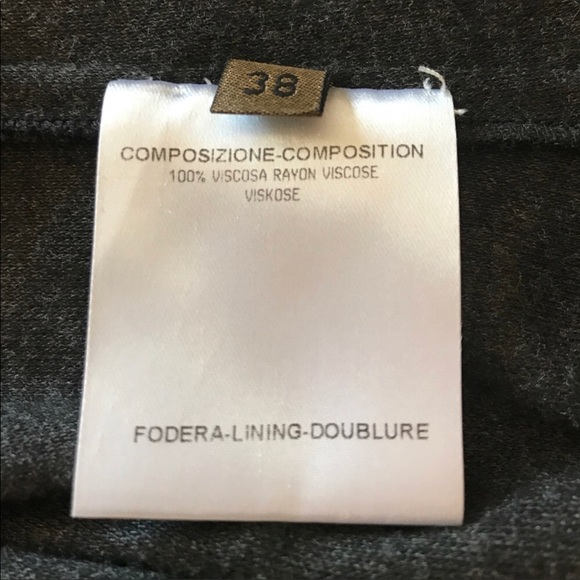 38
COMPOSIZIONE-COMPOSITION
100% VISCOSA RAYON VISCOSE
VISKOSE
FODERA-LINING-DOUBLURE